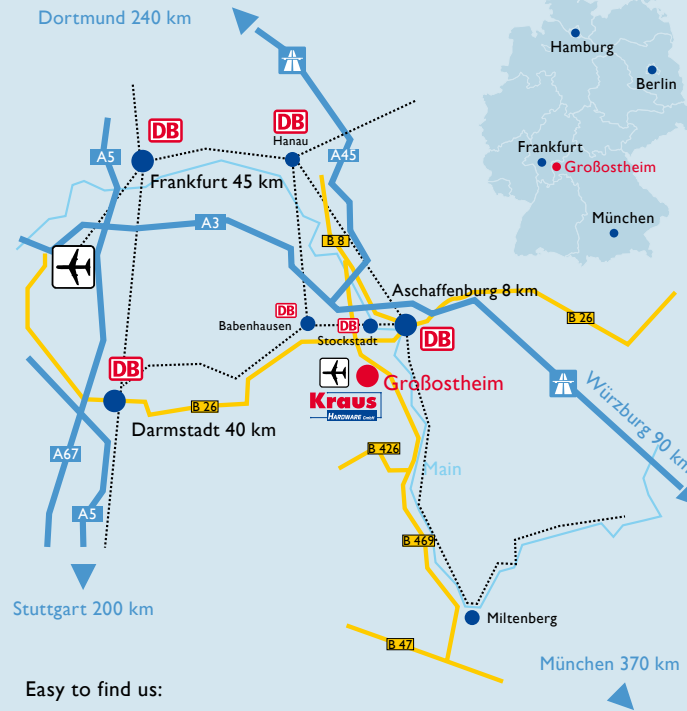 Dortmund 240 km
Hamburg
Berlin
Frankfurt
Großostheim
München
DB
DB
Hanau
A5
A45
Frankfurt 45 km
A3
B 8
Aschaffenburg 8 km
B 26
DB
Babenhausen
DB
Stockstadt
DB
DB
Großostheim
Kraus
HARDWARE GmbH
B 26
Darmstadt 40 km
Würzburg 90 km
B 426
Main
A67
A5
B 469
Stuttgart 200 km
Miltenberg
B 47
München 370 km
Easy to find us: